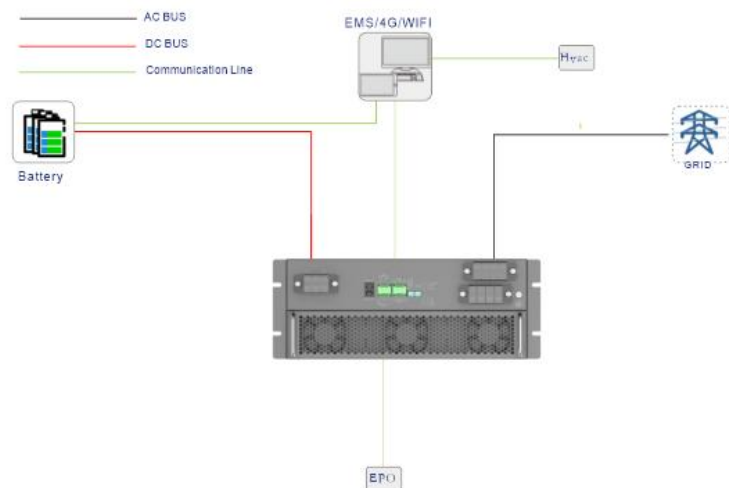 AC BUS
EMS/4G/WIFI
DC BUS
Communication Line
Hvac
Battery
GRID
EPO